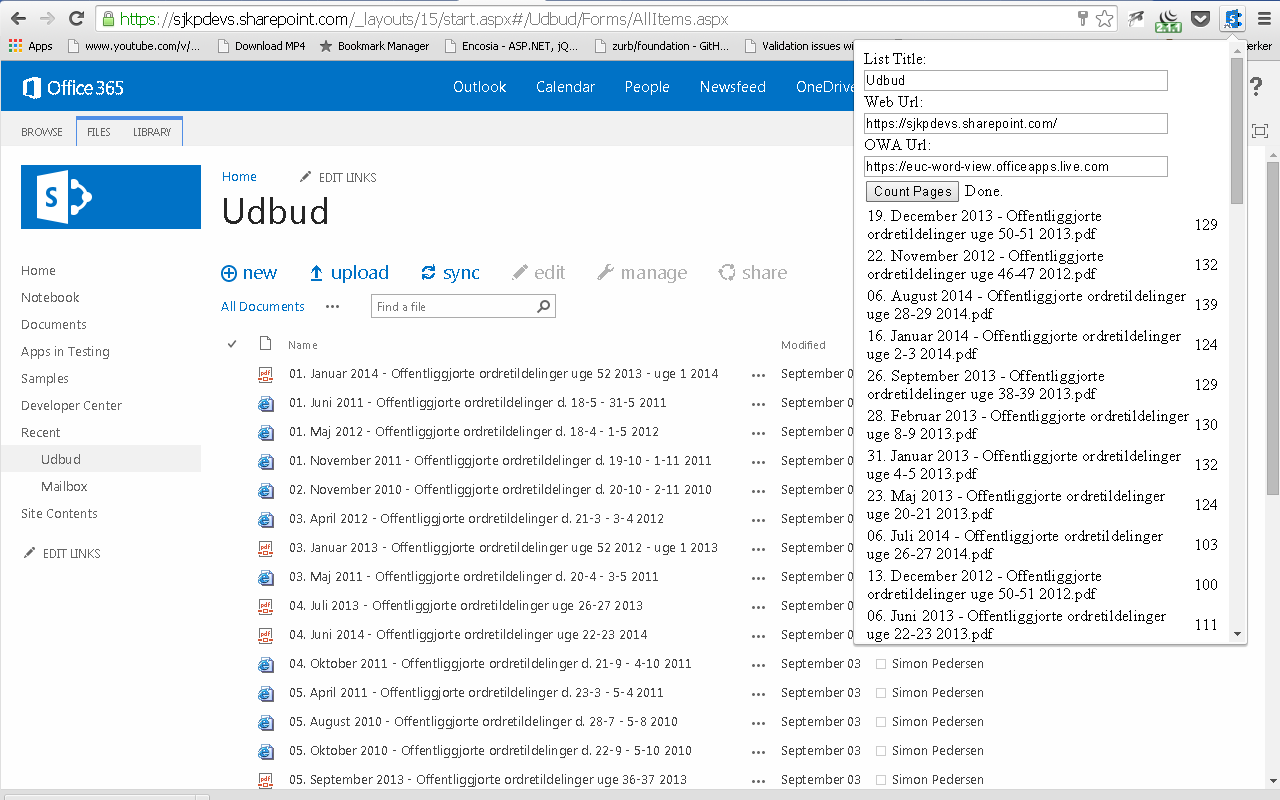 https://sjkpdevs.sharepoint.com/_layouts/15/start.aspx#/Udbud/Forms/AllItems.aspx
2.1.1
Apps www.youtube.com/v/... Download MP4 Bookmark Manager Encosia - ASP.NET, jQ... zurb/foundation - GitH... Validation issues wi erker
Office 365
Outlook Calendar People Newsfeed OneDrive
?
BROWSE FILES LIBRARY
S
Home EDIT LINKS
Udbud
new upload sync edit manage share
All Documents ... Find a file
Name Modified
Home
Notebook
Documents
Apps in Testing
Samples
Developer Center
Recent
Udbud
Mailbox
Site Contents
EDIT LINKS
01. Januar 2014 - Offentliggjorte ordretildelinger uge 52 2013 - uge 1 2014 ... September 0
01. Juni 2011 - Offentliggjorte ordretildelinger d. 18-5 - 31-5 2011 ... September 0
01. Maj 2012 - Offentliggjorte ordretildelinger d. 18-4 - 1-5 2012 ... September 0
01. November 2011 - Offentliggjorte ordretildelinger d. 19-10 - 1-11 2011 ... September 0
02. November 2010 - Offentliggjorte ordretildelinger d. 20-10 - 2-11 2010 ... September 0
03. April 2012 - Offentliggjorte ordretildelinger d. 21-3 - 3-4 2012 ... September 0
03. Januar 2013 - Offentliggjorte ordretildelinger uge 52 2012 - uge 1 2013 ... September 0
03. Maj 2011 - Offentliggjorte ordretildelinger d. 20-4 - 3-5 2011 ... September 0
04. Juli 2013 - Offentliggjorte ordretildelinger uge 26-27 2013 ... September 0
04. Juni 2014 - Offentliggjorte ordretildelinger uge 22-23 2014 ... September 0
04. Oktober 2011 - Offentliggjorte ordretildelinger d. 21-9 - 4-10 2011 ... September 03 Simon Pedersen
05. April 2011 - Offentliggjorte ordretildelinger d. 23-3 - 5-4 2011 ... September 03 Simon Pedersen
05. August 2010 - Offentliggjorte ordretildelinger d. 28-7 - 5-8 2010 ... September 03 Simon Pedersen
05. Oktober 2010 - Offentliggjorte ordretildelinger d. 22-9 - 5-10 2010 ... September 03 Simon Pedersen
05. September 2013 - Offentliggjorte ordretildelinger uge 36-37 2013 ... September 03 Simon Pedersen
List Title:
Udbud
Web Url:
https://sjkpdevs.sharepoint.com/
OWA Url:
https://euc-word-view.officeapps.live.com
Count Pages Done.
19. December 2013 - Offentliggjorte
ordretildelinger uge 50-51 2013.pdf 129
22. November 2012 - Offentliggjorte
ordretildelinger uge 46-47 2012.pdf 132
06. August 2014 - Offentliggjorte ordretildelinger
uge 28-29 2014.pdf 139
16. Januar 2014 - Offentliggjorte ordretildelinger
uge 2-3 2014.pdf 124
26. September 2013 - Offentliggjorte
ordretildelinger uge 38-39 2013.pdf 129
28. Februar 2013 - Offentliggjorte ordretildelinger
uge 8-9 2013.pdf 130
31. Januar 2013 - Offentliggjorte ordretildelinger
uge 4-5 2013.pdf 132
23. Maj 2013 - Offentliggjorte ordretildelinger
uge 20-21 2013.pdf 124
06. Juli 2014 - Offentliggjorte ordretildelinger
uge 26-27 2014.pdf 103
13. December 2012 - Offentliggjorte
ordretildelinger uge 50-51 2012.pdf 100
06. Juni 2013 - Offentliggjorte ordretildelinger
uge 22-23 2013.pdf 111